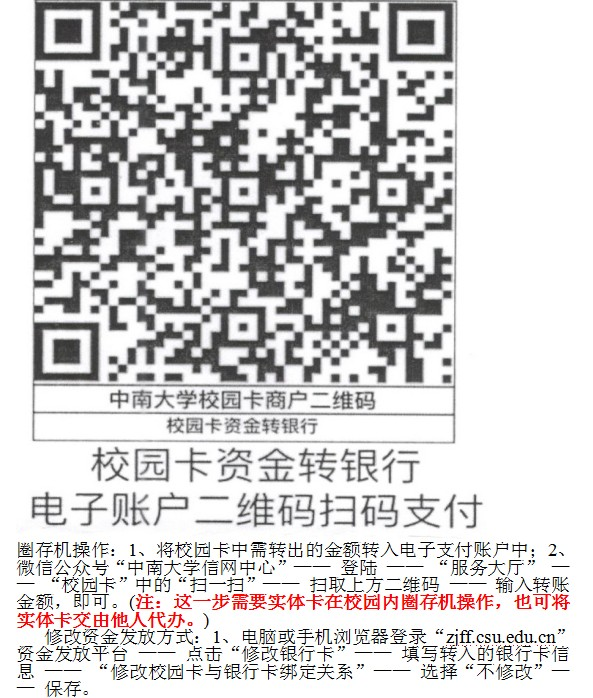 中南大学校园卡商户二维码
校园卡资金转银行
校园卡资金转银行
电子账户二维码扫码支付
圈存机操作：1、将校园卡中需转出的金额转入电子支付账户中；2、
微信公众号“中南大学信网中心”—— 登陆 —— “服务大厅” —
— “校园卡”中的“扫一扫”—— 扫取上方二维码 —— 输入转账
金额，即可。(注：这一步需要实体卡在校园内圈存机操作，也可将
实体卡交由他人代办。)
修改资金发放方式：1、电脑或手机浏览器登录“zjff.csu.edu.cn”
资金发放平台 —— 点击“修改银行卡” —— 填写转入的银行卡信
息 —— “修改校园卡与银行卡绑定关系”—— 选择“不修改”—
— 保存。